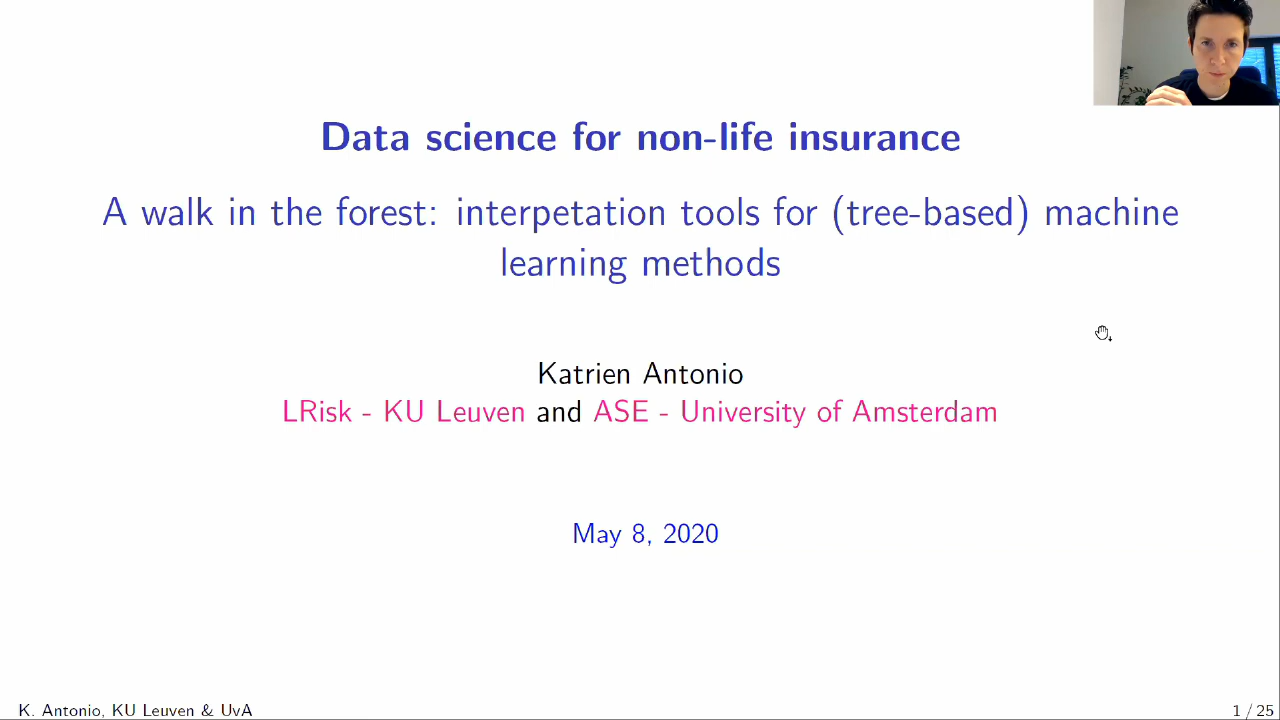 Data science for non-life insurance
A walk in the forest: interpetation tools for (tree-based) machine
learning methods
Katrien Antonio
LRisk - KU Leuven and ASE - University of Amsterdam
May 8, 2020
K. Antonio, KU Leuven & UvA
1 / 25